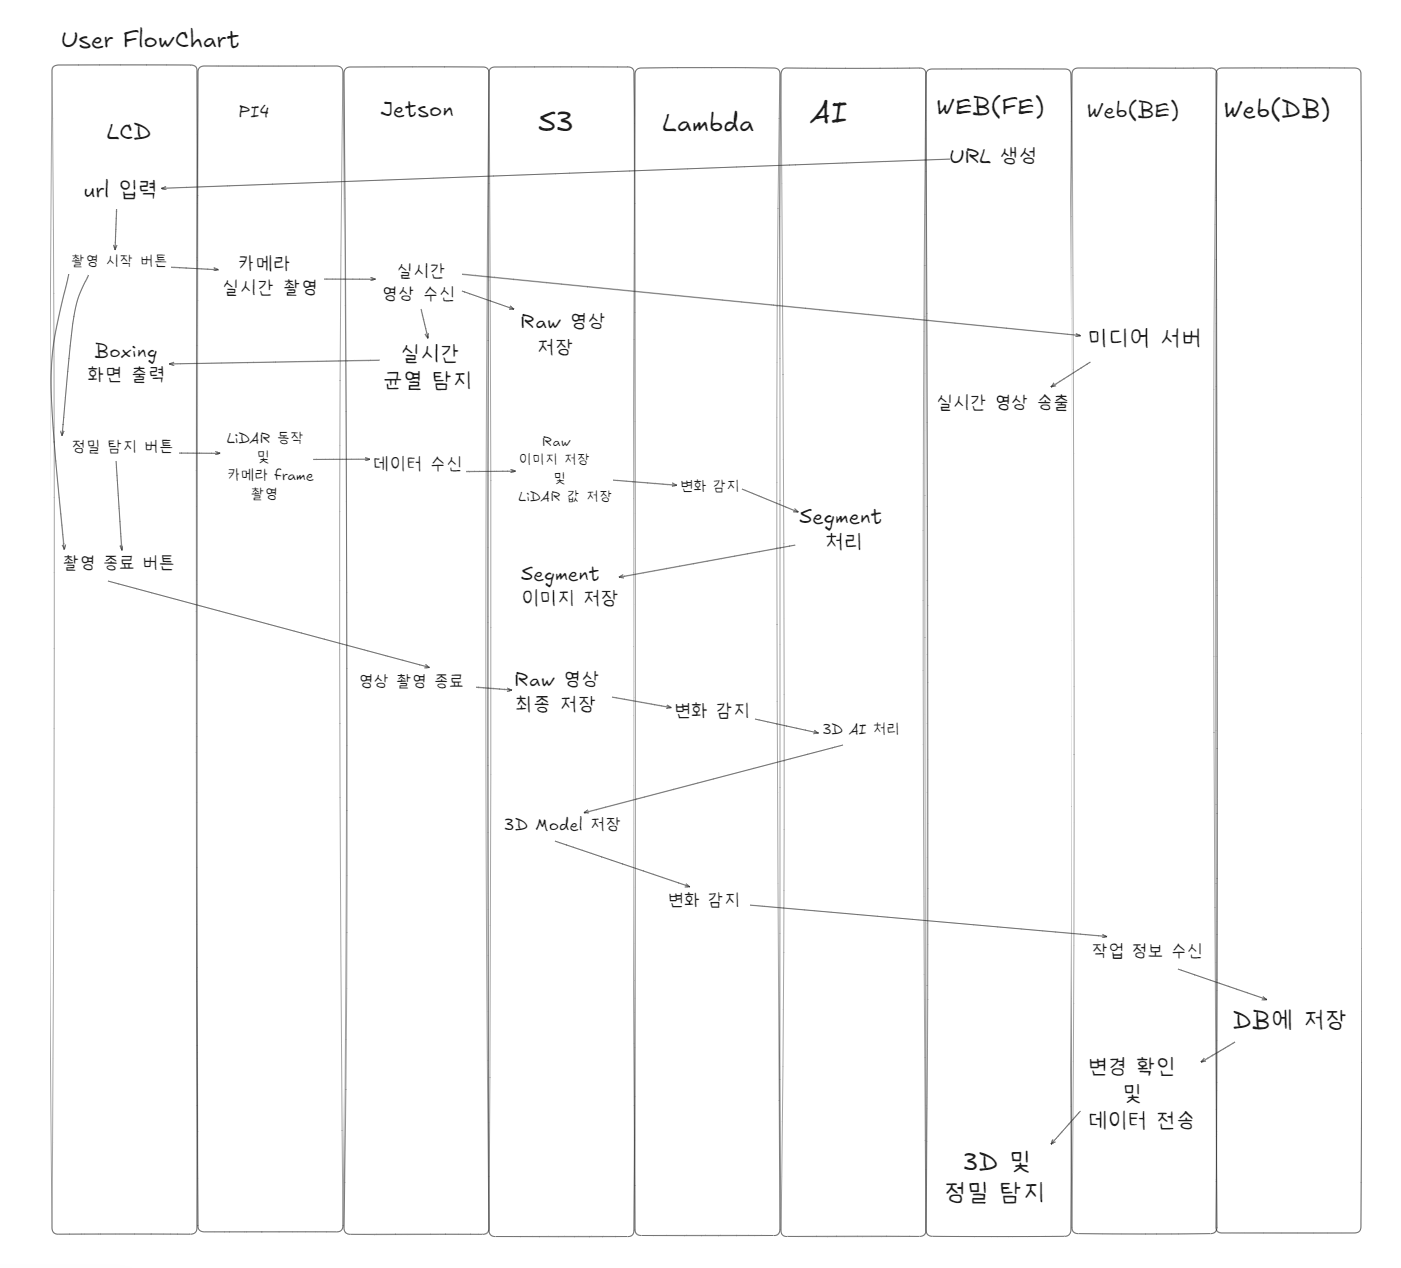 User FlowChart
LCD
PI4
Jetson
S3
Lambda
AI
WEB(FE)
Web(BE)
Web(DB)
URL 생성
url 입력
촬영 시작 버튼
카메라
실시간 촬영
실시간
영상 수신
Raw 영상
저장
미디어 서버
Boxing
화면 출력
실시간
균열 탐지
실시간 영상 송출
정밀 탐지 버튼
LiDAR 동작
및
카메라 frame
촬영
데이터 수신
Raw
이미지 저장
및
LiDAR 값 저장
변화 감지
Segment
처리
촬영 종료 버튼
Segment
이미지 저장
영상 촬영 종료
Raw 영상
최종 저장
변화 감지
3D AI 처리
3D Model 저장
변화 감지
작업 정보 수신
DB에 저장
변경 확인
및
데이터 전송
3D 및
정밀 탐지